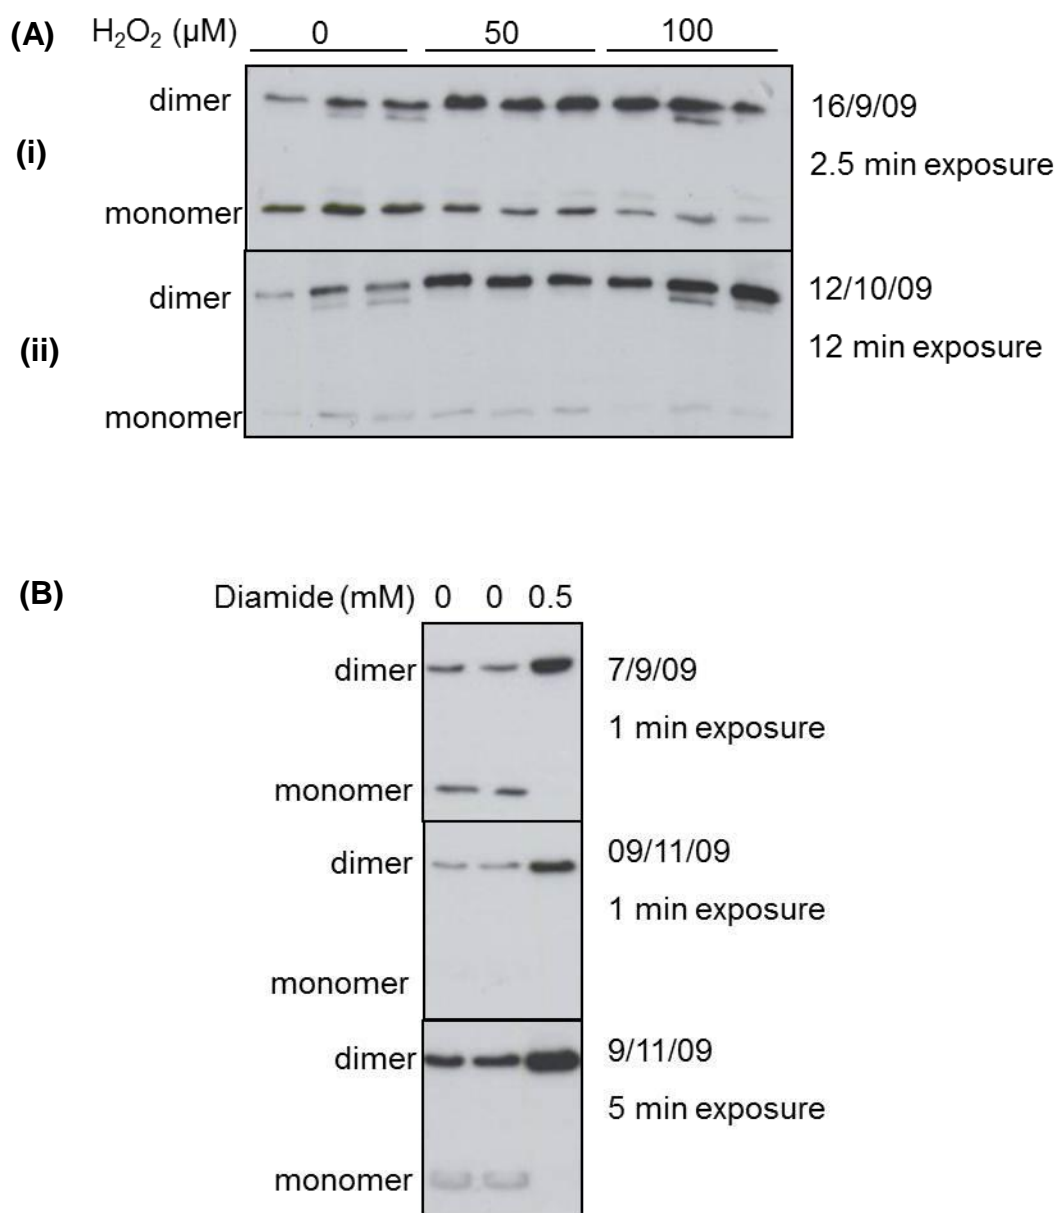 (A) H₂O₂ (µM) 0 50 100
dimer 16/9/09
(i) 2.5 min exposure
monomer
dimer 12/10/09
(ii) 12 min exposure
monomer
(B) Diamide (mM) 0 0 0.5
dimer 7/9/09
1 min exposure
monomer
dimer 09/11/09
1 min exposure
monomer
dimer 9/11/09
5 min exposure
monomer